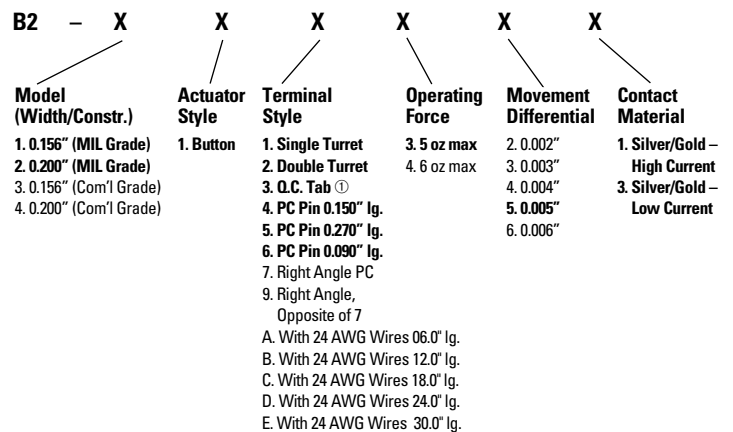 B2 – X X X X X X
Model
(Width/Constr.)
1. 0.156" (MIL Grade)
2. 0.200" (MIL Grade)
3. 0.156" (Com'l Grade)
4. 0.200" (Com'l Grade)
Actuator
Style
1. Button
Terminal
Style
1. Single Turret
2. Double Turret
3. Q.C. Tab ①
4. PC Pin 0.150" lg.
5. PC Pin 0.270" lg.
6. PC Pin 0.090" lg.
7. Right Angle PC
9. Right Angle,
Opposite of 7
A. With 24 AWG Wires 06.0" lg.
B. With 24 AWG Wires 12.0" lg.
C. With 24 AWG Wires 18.0" lg.
D. With 24 AWG Wires 24.0" lg.
E. With 24 AWG Wires 30.0" lg.
Operating
Force
3. 5 oz max
4. 6 oz max
Movement
Differential
2. 0.002"
3. 0.003"
4. 0.004"
5. 0.005"
6. 0.006"
Contact
Material
1. Silver/Gold –
High Current
3. Silver/Gold –
Low Current